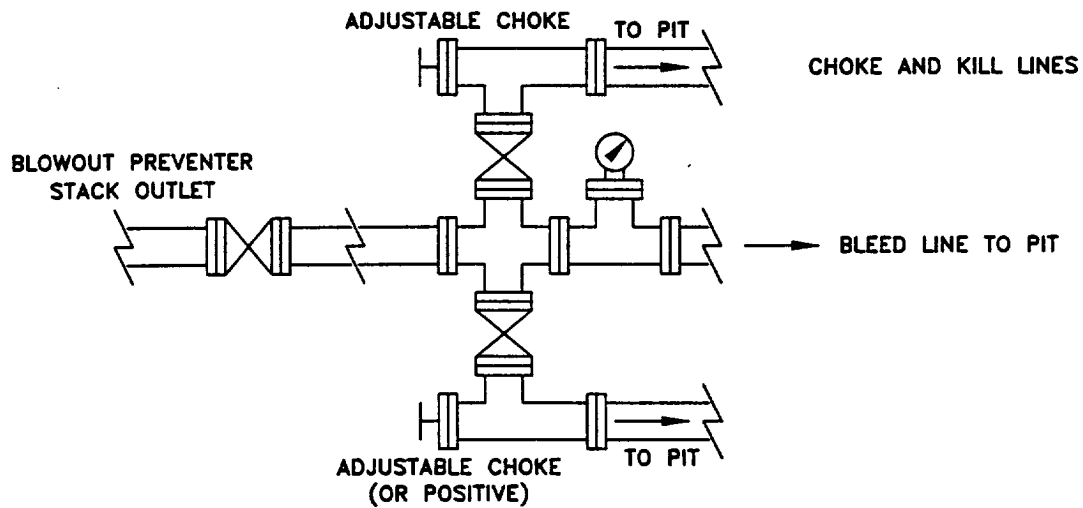 ADJUSTABLE CHOKE
TO PIT
CHOKE AND KILL LINES
BLOWOUT PREVENTER
STACK OUTLET
BLEED LINE TO PIT
TO PIT
ADJUSTABLE CHOKE
(OR POSITIVE)